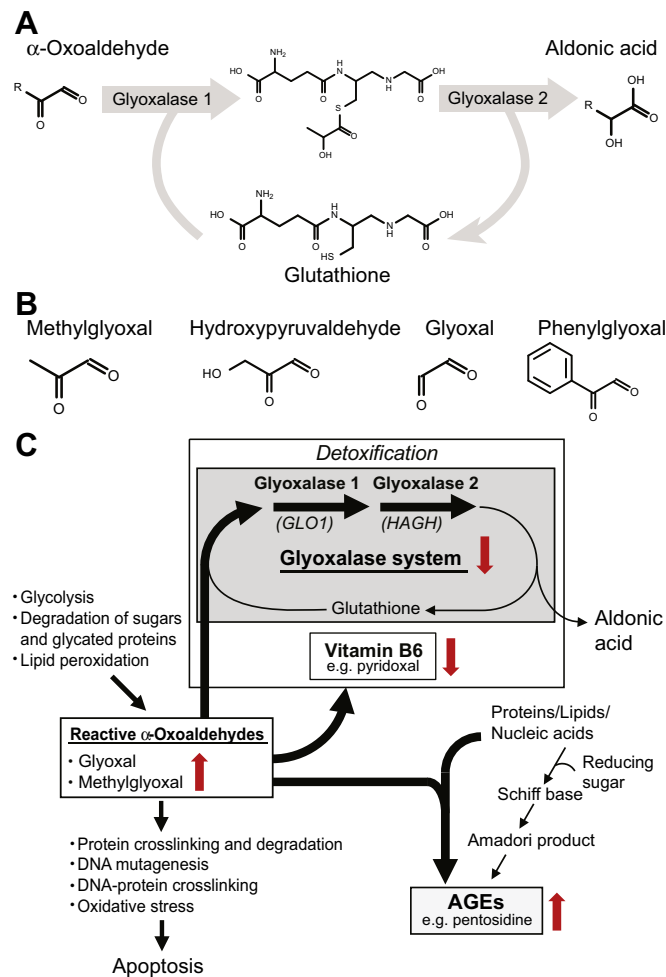 A
α-Oxoaldehyde
Aldonic acid
R
O
O
Glyoxalase 1
NH₂
HO
O
O
H
N
N
H
O
OH
S
O
OH
Glyoxalase 2
R
OH
O
OH
NH₂
HO
O
O
H
N
N
H
O
OH
HS
Glutathione
B
Methylglyoxal
Hydroxypyruvaldehyde
Glyoxal
Phenylglyoxal
O
O
HO
O
O
O
O
O
O
C
Detoxification
Glyoxalase 1
Glyoxalase 2
(GLO1)
(HAGH)
Glyoxalase system
Glutathione
Aldonic
acid
Vitamin B6
e.g. pyridoxal
• Glycolysis
• Degradation of sugars
and glycated proteins
• Lipid peroxidation
Reactive α-Oxoaldehydes
• Glyoxal
• Methylglyoxal
Proteins/Lipids/
Nucleic acids
Reducing
sugar
Schiff base
Amadori product
AGEs
e.g. pentosidine
• Protein crosslinking and degradation
• DNA mutagenesis
• DNA-protein crosslinking
• Oxidative stress
Apoptosis